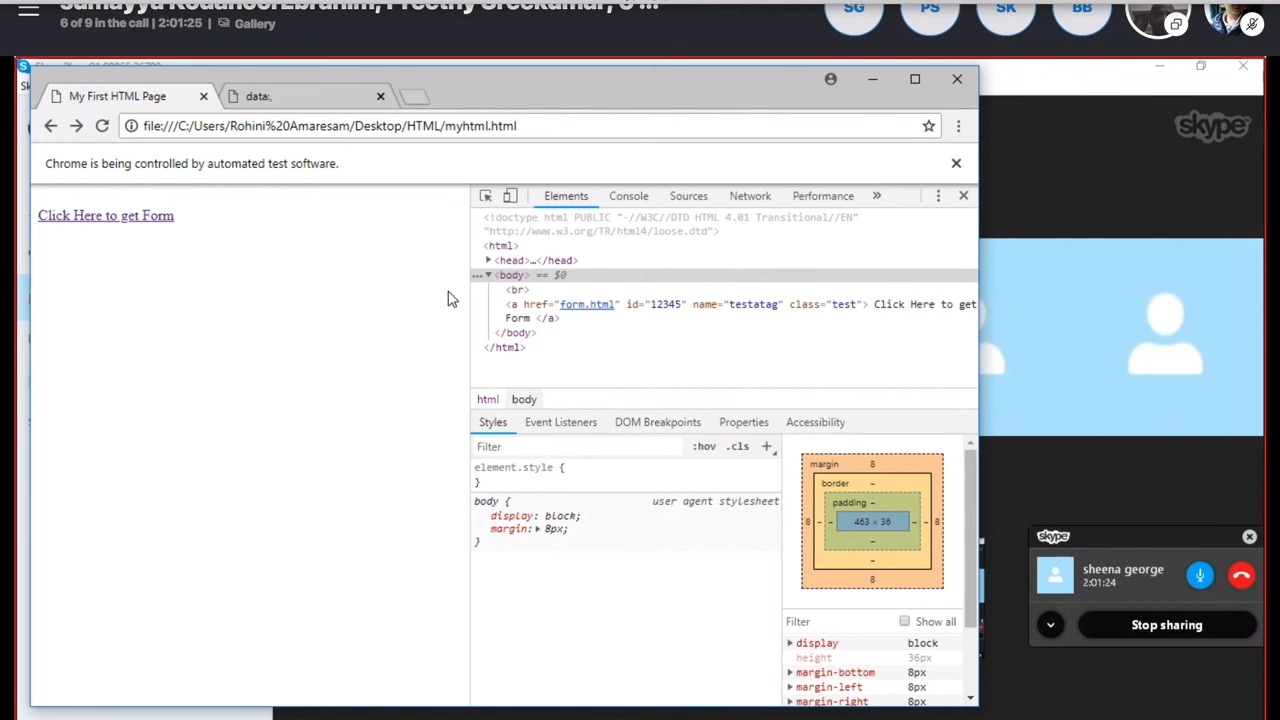 Sumayya Kodanool Ebrahim, Preethy Sreekumar, 6 ...
6 of 9 in the call | 2:01:25 | Gallery
SG PS SK BB
S
Sk
My First HTML Page
data:,
file:///C:/Users/Rohini%20Amaresam/Desktop/HTML/myhtml.html
skype
Chrome is being controlled by automated test software.
Click Here to get Form
Elements Console Sources Network Performance »
<!doctype html PUBLIC "-//W3C//DTD HTML 4.01 Transitional//EN"
"http://www.w3.org/TR/html4/loose.dtd">
<html>
<head>…</head>
<body> == $0
<br>
<a href="form.html" id="12345" name="testatag" class="test"> Click Here to get
Form </a>
</body>
</html>
html body
Styles Event Listeners DOM Breakpoints Properties Accessibility
Filter :hov .cls +
element.style {
}
body { user agent stylesheet
display: block;
margin: 8px;
}
margin 8
border –
padding –
8 – – 463 × 36 – – 8
–
–
8
Filter Show all
display block
height 36px
margin-bottom 8px
margin-left 8px
margin-right 8px
skype
sheena george
2:01:24
Stop sharing